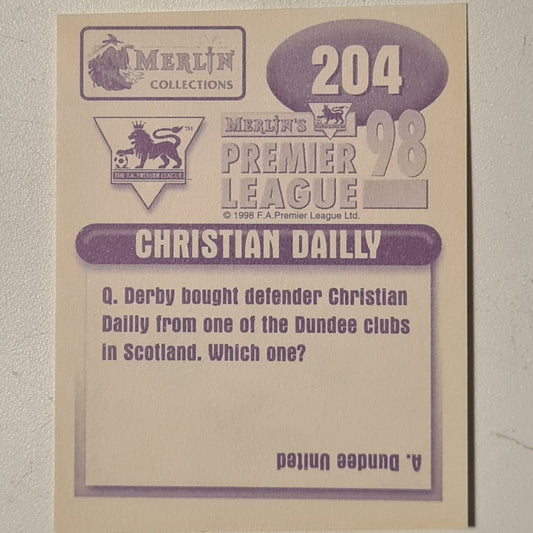 MERLIN
COLLECTIONS
204
TM
THE F.A. PREMIER LEAGUE
MERLIN'S
PREMIER
LEAGUE
98
© 1998 F.A.Premier League Ltd.
CHRISTIAN DAILLY
Q. Derby bought defender Christian
Dailly from one of the Dundee clubs
in Scotland. Which one?
A. Dundee United